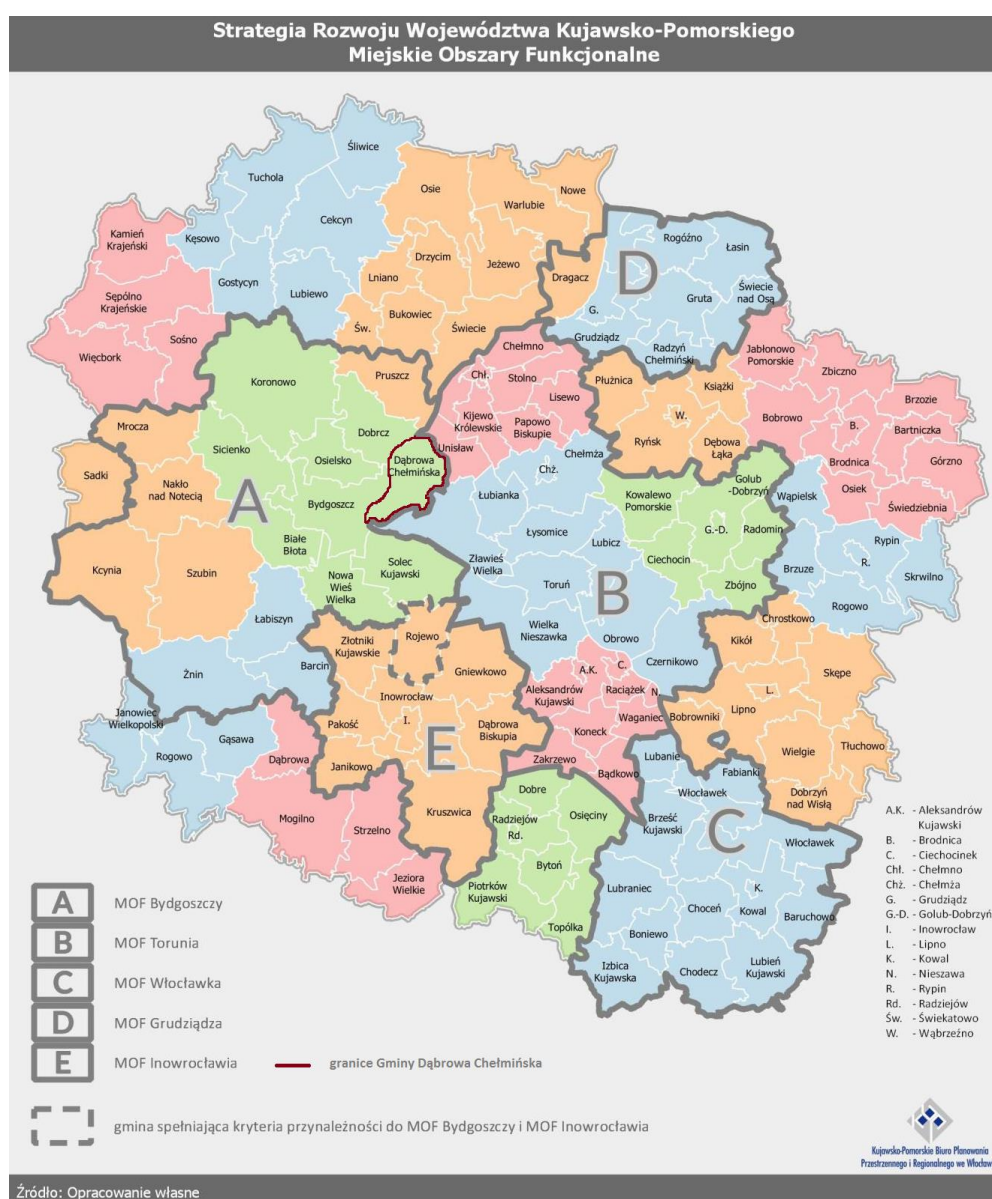 Strategia Rozwoju Województwa Kujawsko-Pomorskiego
Miejskie Obszary Funkcjonalne
Śliwice
Tuchola
Osie
Nowe
Warlubie
Kamień
Krajeński
Kęsowo
Cekcyn
Rogóźno
Łasin
D
Drzycim
Jeżewo
Dragacz
Gostycyn
Lniano
Sępólno
Krajeńskie
Lubiewo
G.
Gruta
Świecie
nad Osą
Św.
Bukowiec
Świecie
Sośno
Więcbork
Grudziądz
Radzyń
Chełmiński
Chełmno
Jabłonowo
Pomorskie
Koronowo
Pruszcz
Chł.
Stolno
Płużnica
Książki
Zbiczno
Lisewo
Brzozie
Mrocza
Kijewo
Królewskie
Papowo
Biskupie
W.
Bobrowo
B.
Bartniczka
Dobrcz
Sicienko
Osielsko
Unisław
Ryńsk
Dębowa
Łąka
Chełmża
Brodnica
Górzno
Dąbrowa
Chełmińska
Sadki
Nakło
nad Notecią
Chż.
Golub
-Dobrzyń
Osiek
A
Bydgoszcz
Łubianka
Kowalewo
Pomorskie
Wąpielsk
Świedziebnia
Łysomice
G.-D.
Radomin
Białe
Błota
Lubicz
Rypin
Kcynia
Szubin
Solec
Kujawski
Zławieś
Wielka
Ciechocin
Brzuze
R.
Skrwilno
Nowa
Wieś
Wielka
Toruń
B
Zbójno
Rogowo
Łabiszyn
Wielka
Nieszawka
Obrowo
Chrostkowo
Złotniki
Kujawskie
Rojewo
Kikół
Czernikowo
Żnin
Barcin
Gniewkowo
A.K.
C.
Skępe
Inowrocław
Aleksandrów
Kujawski
Raciążek
N.
L.
Janowiec
Wielkopolski
Pakość
I.
Dąbrowa
Biskupia
Waganiec
Bobrowniki
Lipno
Rogowo
Gąsawa
E
Koneck
Dąbrowa
Janikowo
Zakrzewo
Lubanie
Wielgie
Tłuchowo
Bądkowo
Fabianki
Kruszwica
Dobre
Włocławek
Dobrzyń
nad Wisłą
Mogilno
Strzelno
Radziejów
Rd.
Osięciny
Brześć
Kujawski
C
Włocławek
Bytoń
Jeziora
Wielkie
Piotrków
Kujawski
Lubraniec
K.
Choceń
Kowal
Baruchowo
Topólka
Boniewo
Izbica
Kujawska
Chodecz
Lubień
Kujawski
A.K. - Aleksandrów
Kujawski
B. - Brodnica
C. - Ciechocinek
Chł. - Chełmno
Chż. - Chełmża
G. - Grudziądz
G.-D. - Golub-Dobrzyń
I. - Inowrocław
L. - Lipno
K. - Kowal
N. - Nieszawa
R. - Rypin
Rd. - Radziejów
Św. - Świekatowo
W. - Wąbrzeźno
A MOF Bydgoszczy
B MOF Torunia
C MOF Włocławka
D MOF Grudziądza
E MOF Inowrocławia
granice Gminy Dąbrowa Chełmińska
gmina spełniająca kryteria przynależności do MOF Bydgoszczy i MOF Inowrocławia
Kujawsko-Pomorskie Biuro Planowania
Przestrzennego i Regionalnego we Włocław
Źródło: Opracowanie własne